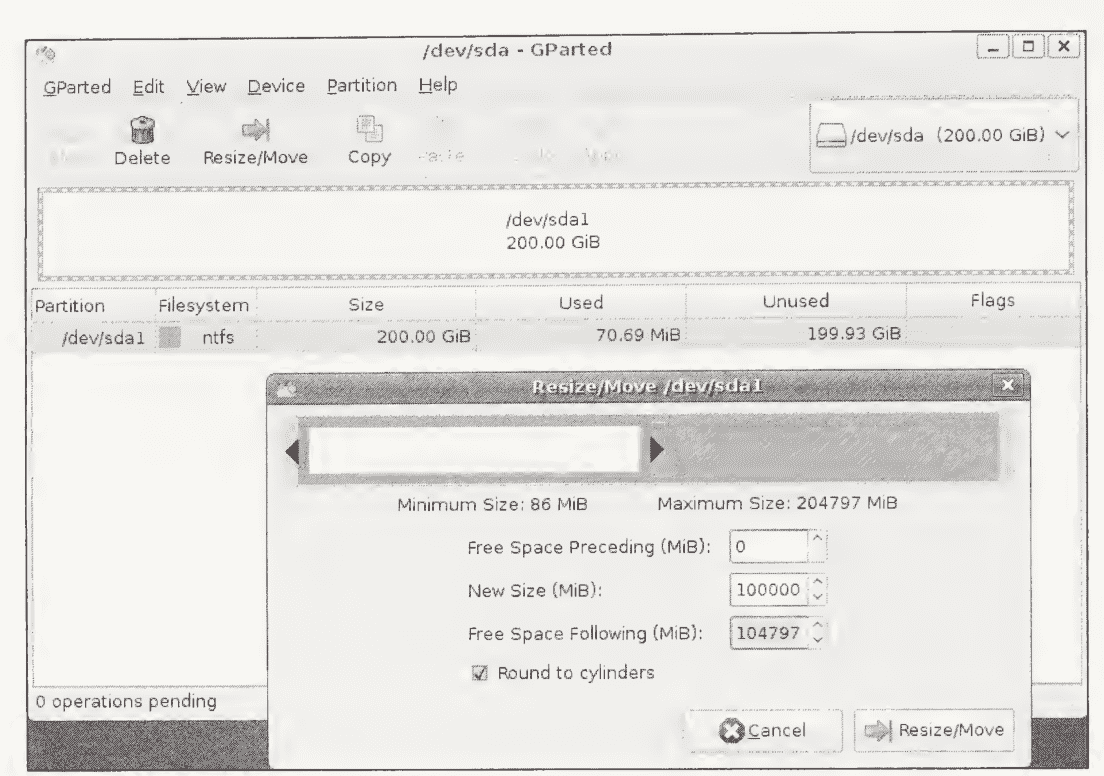 /dev/sda - GParted
GParted Edit View Device Partition Help
Delete Resize/Move Copy
/dev/sda (200.00 GiB)
/dev/sda1
200.00 GiB
Partition Filesystem Size Used Unused Flags
/dev/sda1 ntfs 200.00 GiB 70.69 MiB 199.93 GiB
Resize/Move /dev/sda1
Minimum Size: 86 MiB Maximum Size: 204797 MiB
Free Space Preceding (MiB): 0
New Size (MiB): 100000
Free Space Following (MiB): 104797
Round to cylinders
0 operations pending
Cancel Resize/Move